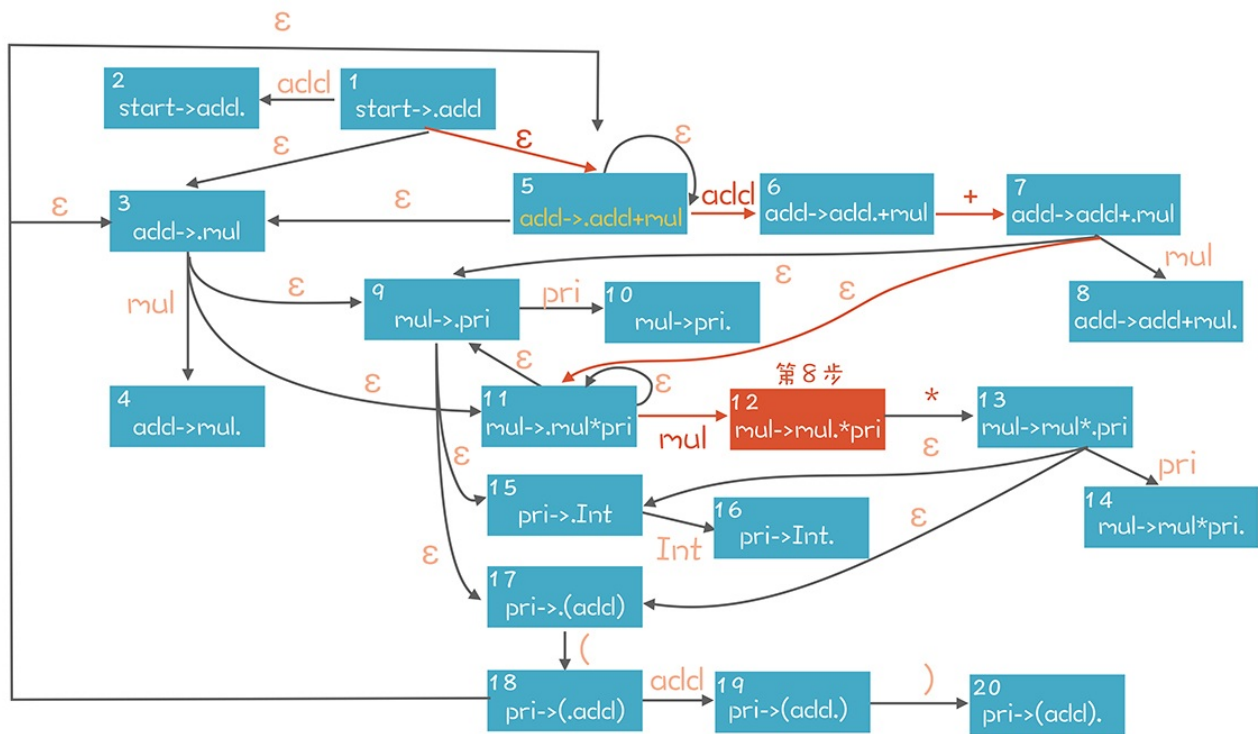 ε
2
start->add.
add
1
start->.add
ε
ε
ε
ε
3
add->.mul
ε
5
add->.add+mul
add
6
add->add.+mul
+
7
add->add+.mul
mul
ε
9
mul->.pri
pri
10
mul->pri.
ε
ε
mul
8
add->add+mul.
4
add->mul.
ε
ε
11
mul->.mul*pri
ε
mul
第8步
12
mul->mul.*pri
*
13
mul->mul*.pri
ε
15
pri->.Int
Int
16
pri->Int.
ε
ε
pri
14
mul->mul*pri.
ε
17
pri->.(add)
(
18
pri->(.add)
add
19
pri->(add.)
)
20
pri->(add).